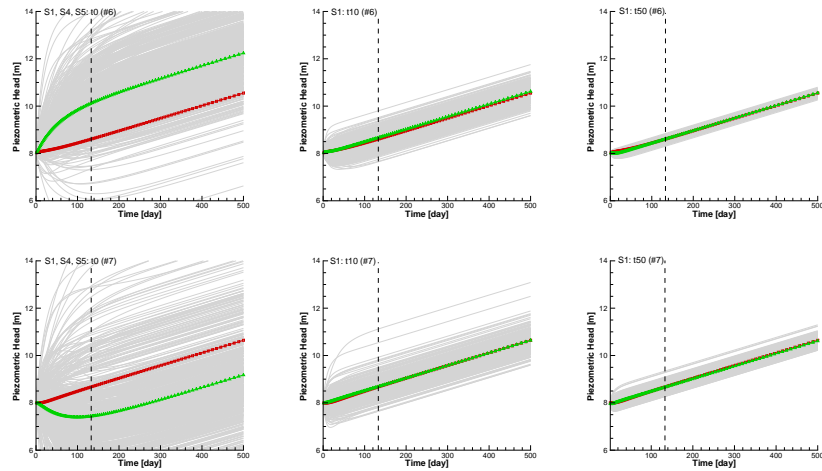 S1, S4, S5: t0 (#6)
Piezometric Head [m]
14
12
10
8
6
0 100 200 300 400 500
Time [day]
S1: t10 (#6)
Piezometric Head [m]
14
12
10
8
6
0 100 200 300 400 500
Time [day]
S1: t50 (#6)
Piezometric Head [m]
14
12
10
8
6
0 100 200 300 400 500
Time [day]
S1, S4, S5: t0 (#7)
Piezometric Head [m]
14
12
10
8
6
0 100 200 300 400 500
Time [day]
S1: t10 (#7)
Piezometric Head [m]
14
12
10
8
6
0 100 200 300 400 500
Time [day]
S1: t50 (#7)
Piezometric Head [m]
14
12
10
8
6
0 100 200 300 400 500
Time [day]